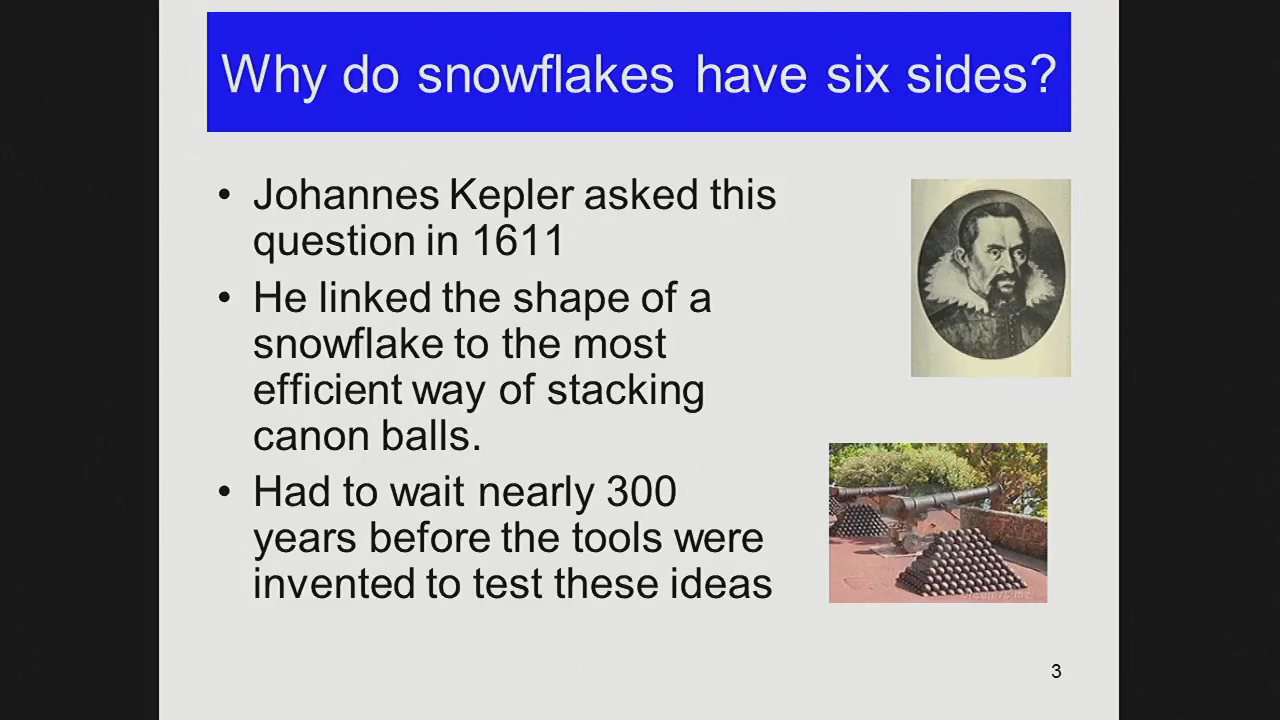 Why do snowflakes have six sides?
• Johannes Kepler asked this
question in 1611
• He linked the shape of a
snowflake to the most
efficient way of stacking
canon balls.
• Had to wait nearly 300
years before the tools were
invented to test these ideas
3